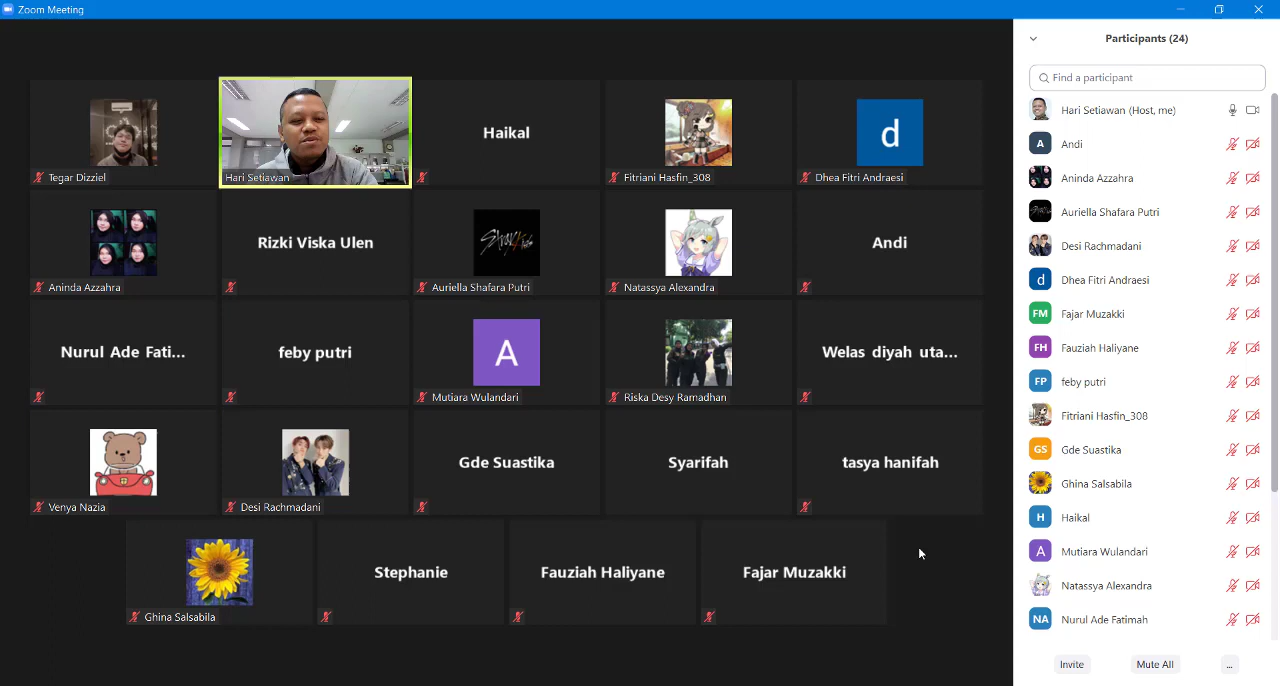 Zoom Meeting
Participants (24)
Find a participant
Tegar Dizziel
Hari Setiawan
Haikal
Fitriani Hasfin_308
d
Dhea Fitri Andraesi
Aninda Azzahra
Rizki Viska Ulen
Auriella Shafara Putri
Natassya Alexandra
Andi
Nurul Ade Fati...
feby putri
A
Mutiara Wulandari
Riska Desy Ramadhan
Welas diyah uta...
Venya Nazia
Desi Rachmadani
Gde Suastika
Syarifah
tasya hanifah
Ghina Salsabila
Stephanie
Fauziah Haliyane
Fajar Muzakki
Hari Setiawan (Host, me)
A Andi
Aninda Azzahra
Auriella Shafara Putri
Desi Rachmadani
d Dhea Fitri Andraesi
FM Fajar Muzakki
FH Fauziah Haliyane
FP feby putri
Fitriani Hasfin_308
GS Gde Suastika
Ghina Salsabila
H Haikal
A Mutiara Wulandari
Natassya Alexandra
NA Nurul Ade Fatimah
Invite
Mute All
...